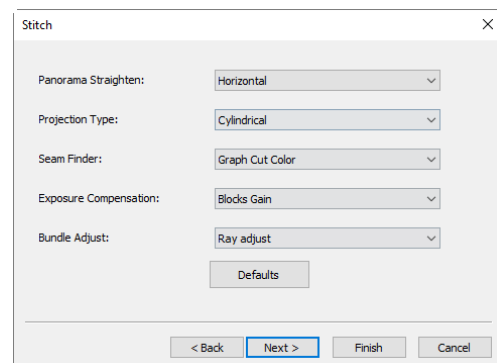 Stitch
Panorama Straighten: Horizontal
Projection Type: Cylindrical
Seam Finder: Graph Cut Color
Exposure Compensation: Blocks Gain
Bundle Adjust: Ray adjust
Defaults
< Back Next > Finish Cancel